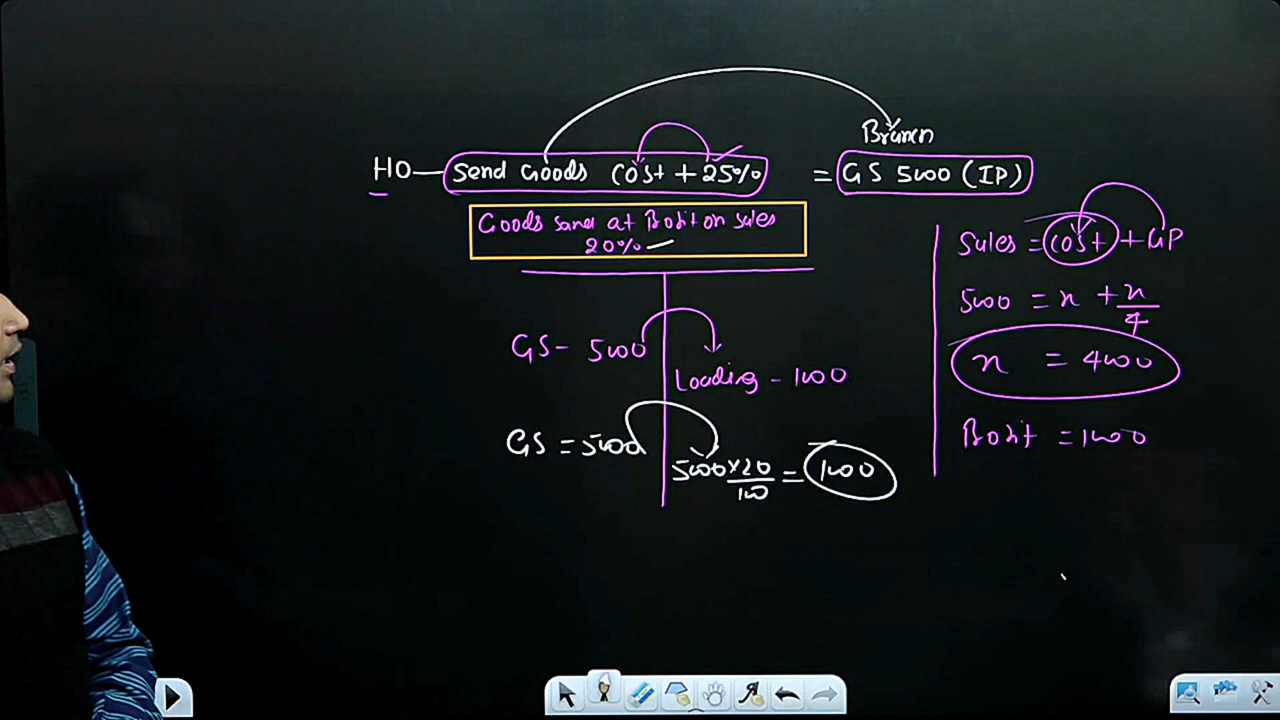 Branch
HO - Send Goods Cost + 25% = GS 5000 (IP)
Goods Send at Profit on Sales
20%
Sales = Cost + GP
5000 = x + x/4
x = 4000
Profit = 1000
GS - 5000
Loading - 1000
GS = 5000
5000 × 20/100 = 1000